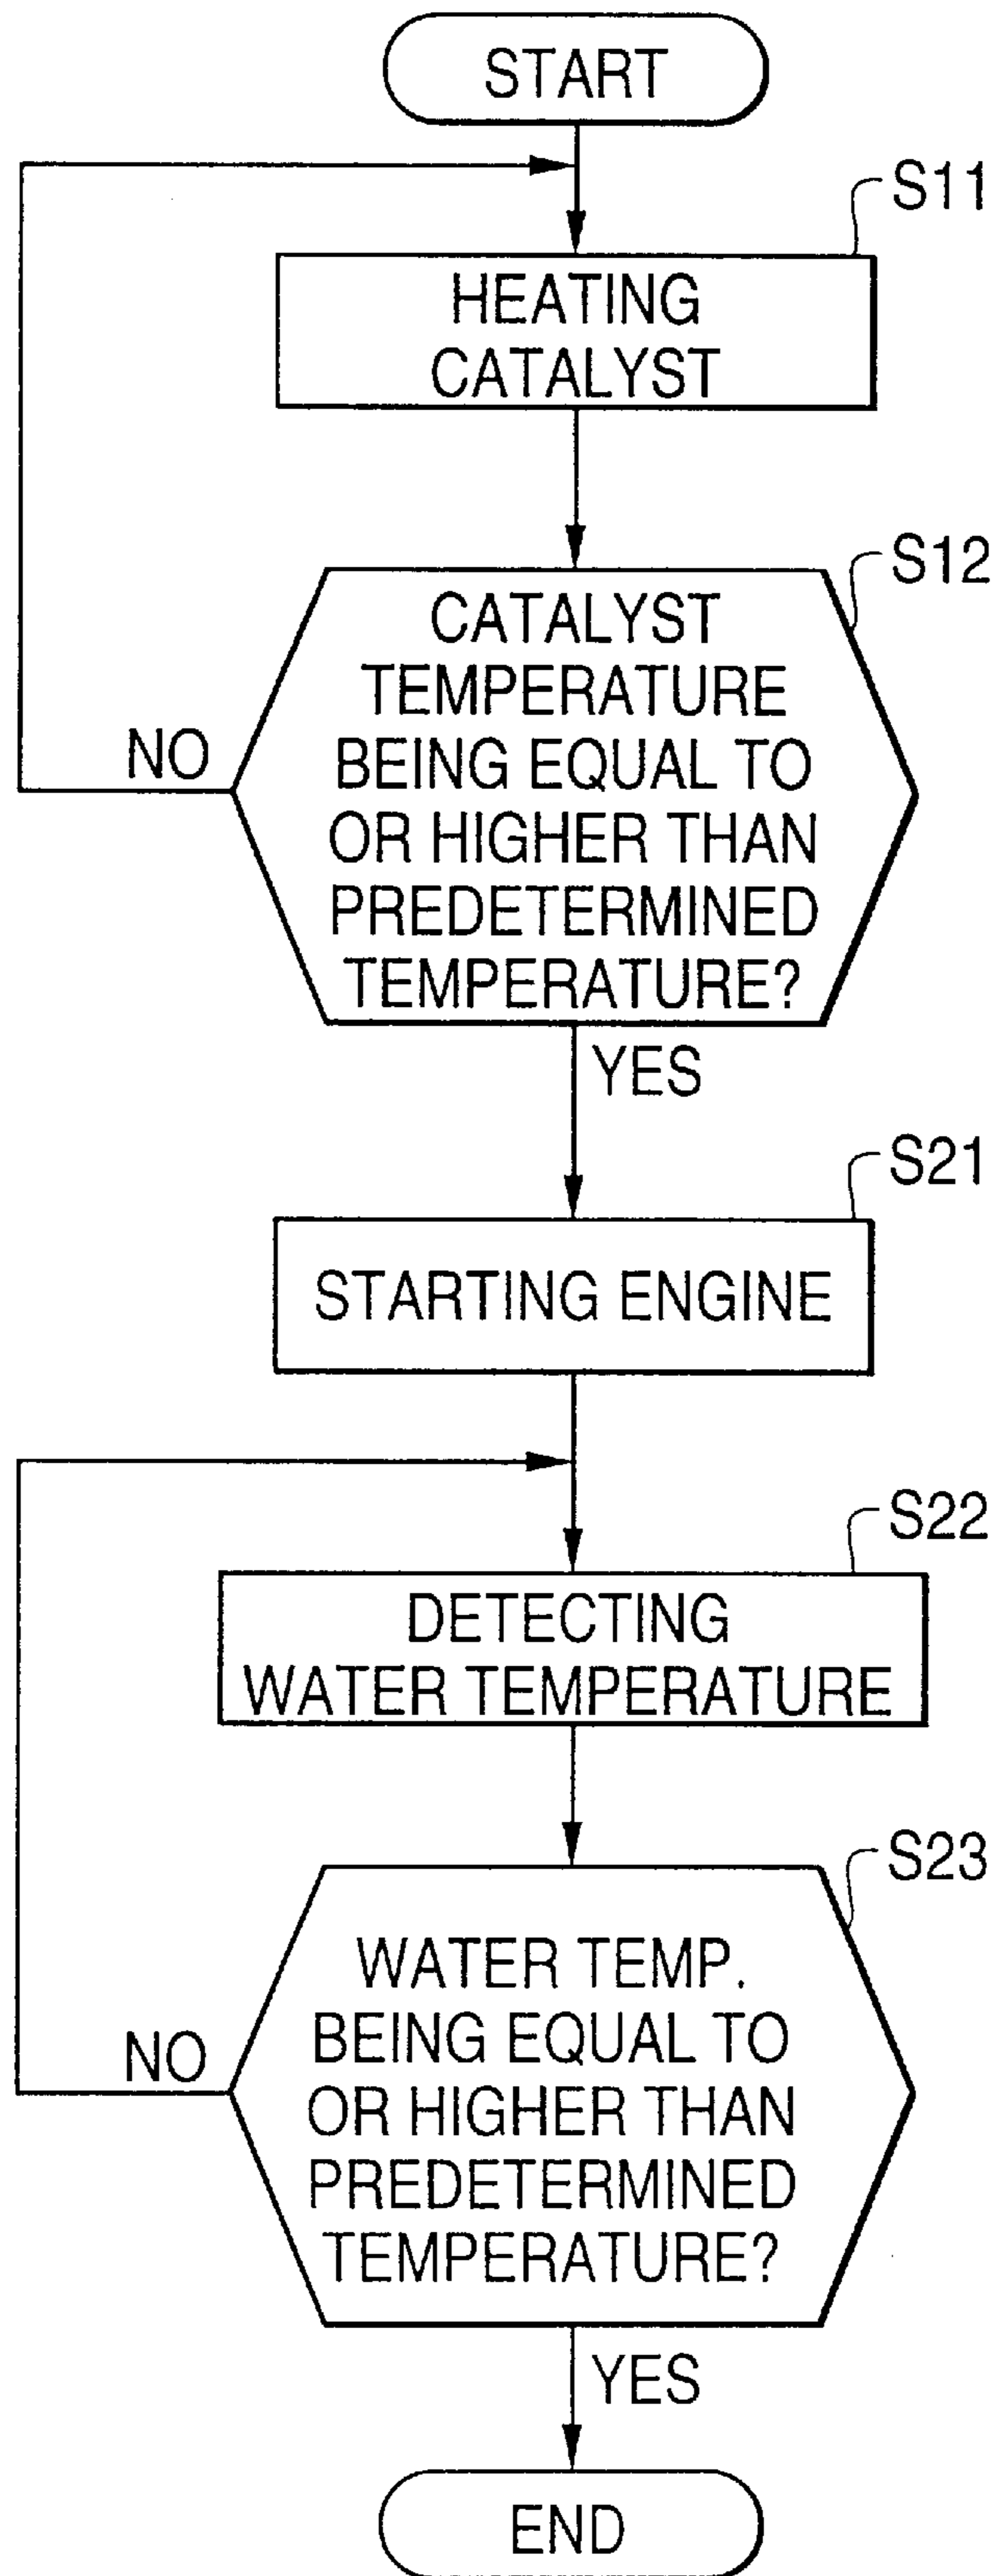 START
S11
HEATING
CATALYST
S12
CATALYST
TEMPERATURE
BEING EQUAL TO
OR HIGHER THAN
PREDETERMINED
TEMPERATURE?
NO
YES
S21
STARTING ENGINE
S22
DETECTING
WATER TEMPERATURE
S23
WATER TEMP.
BEING EQUAL TO
OR HIGHER THAN
PREDETERMINED
TEMPERATURE?
NO
YES
END